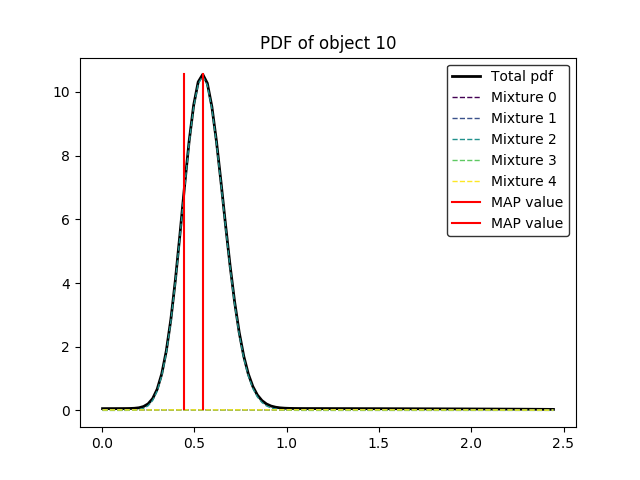 PDF of object 10
Total pdf
Mixture 0
Mixture 1
Mixture 2
Mixture 3
Mixture 4
MAP value
MAP value
10
8
6
4
2
0
0.0 0.5 1.0 1.5 2.0 2.5